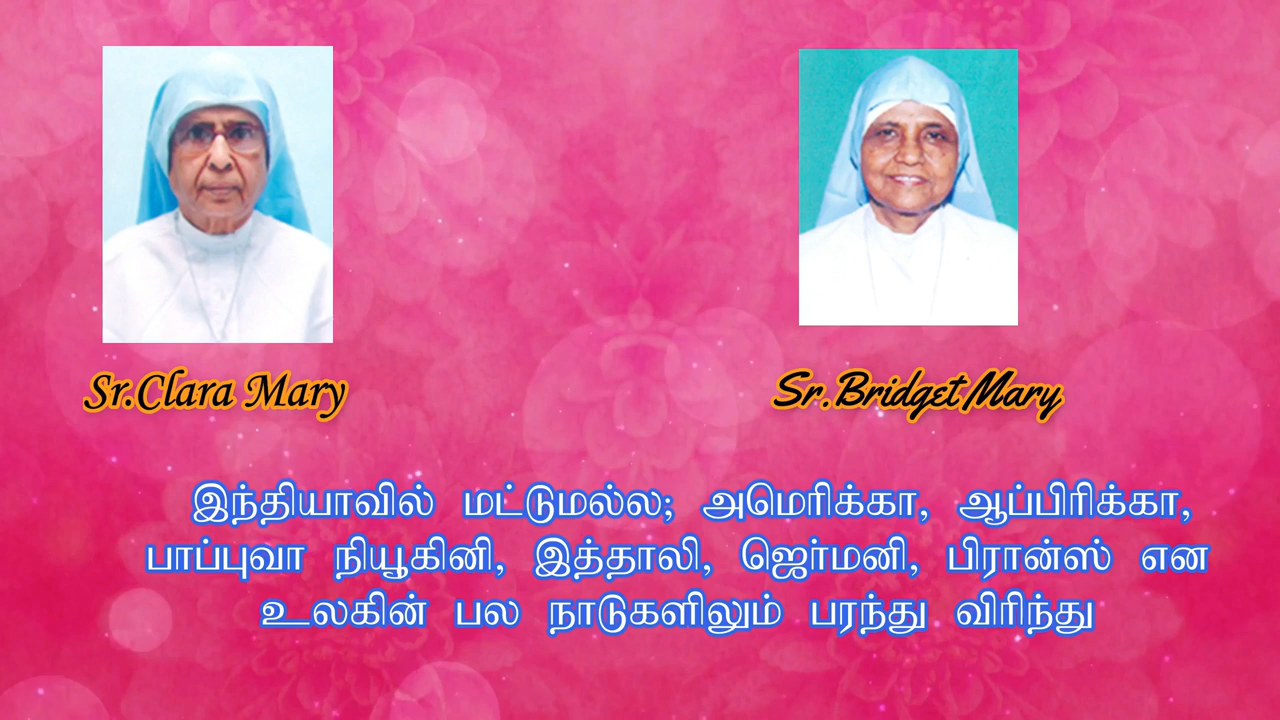 Sr.Clara Mary
Sr.Bridget Mary
இந்தியாவில் மட்டுமல்ல; அமெரிக்கா, ஆப்பிரிக்கா,
பாப்புவா நியூகினி, இத்தாலி, ஜெர்மனி, பிரான்ஸ் என
உலகின் பல நாடுகளிலும் பரந்து விரிந்து